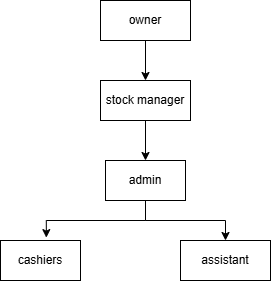 owner
stock manager
admin
cashiers
assistant